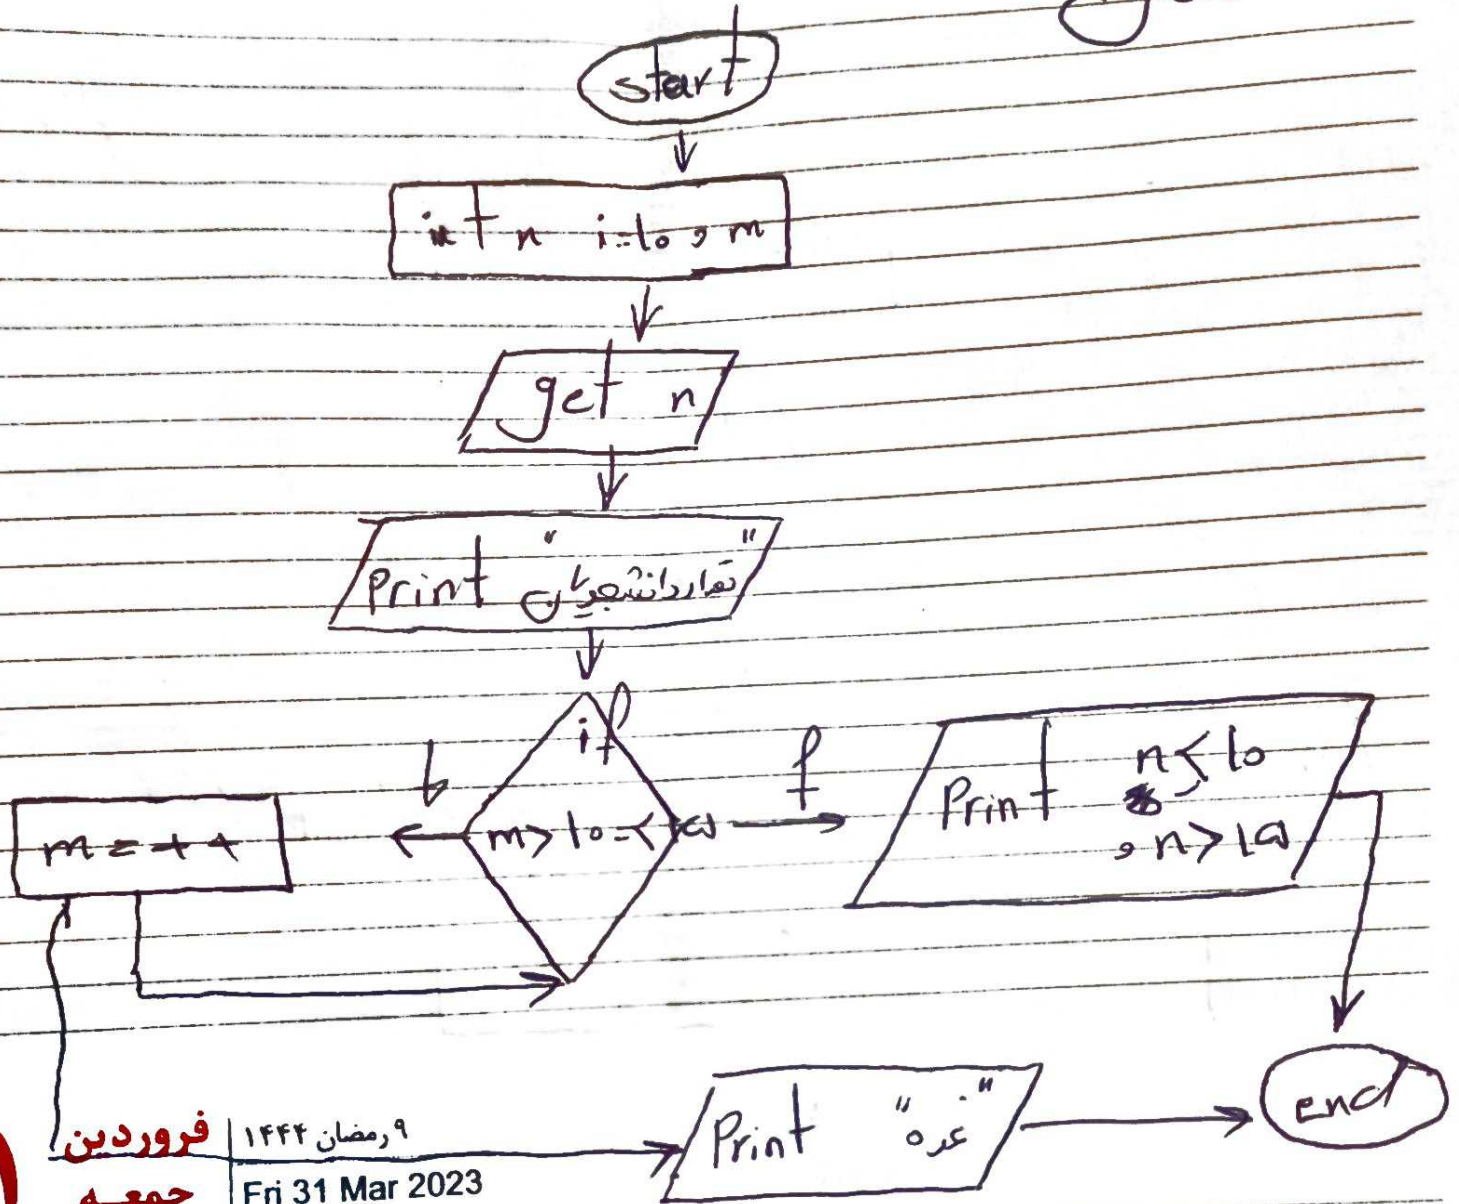 start
int n i=10 , m
get n
Print "تعداد دانشجویان"
if
t
f
m > 10 =< 15
Print n < 10
, n > 15
m = ++
end
Print "نمره"
فروردین
۹ رمضان ۱۴۴۴
جمعه
Fri 31 Mar 2023